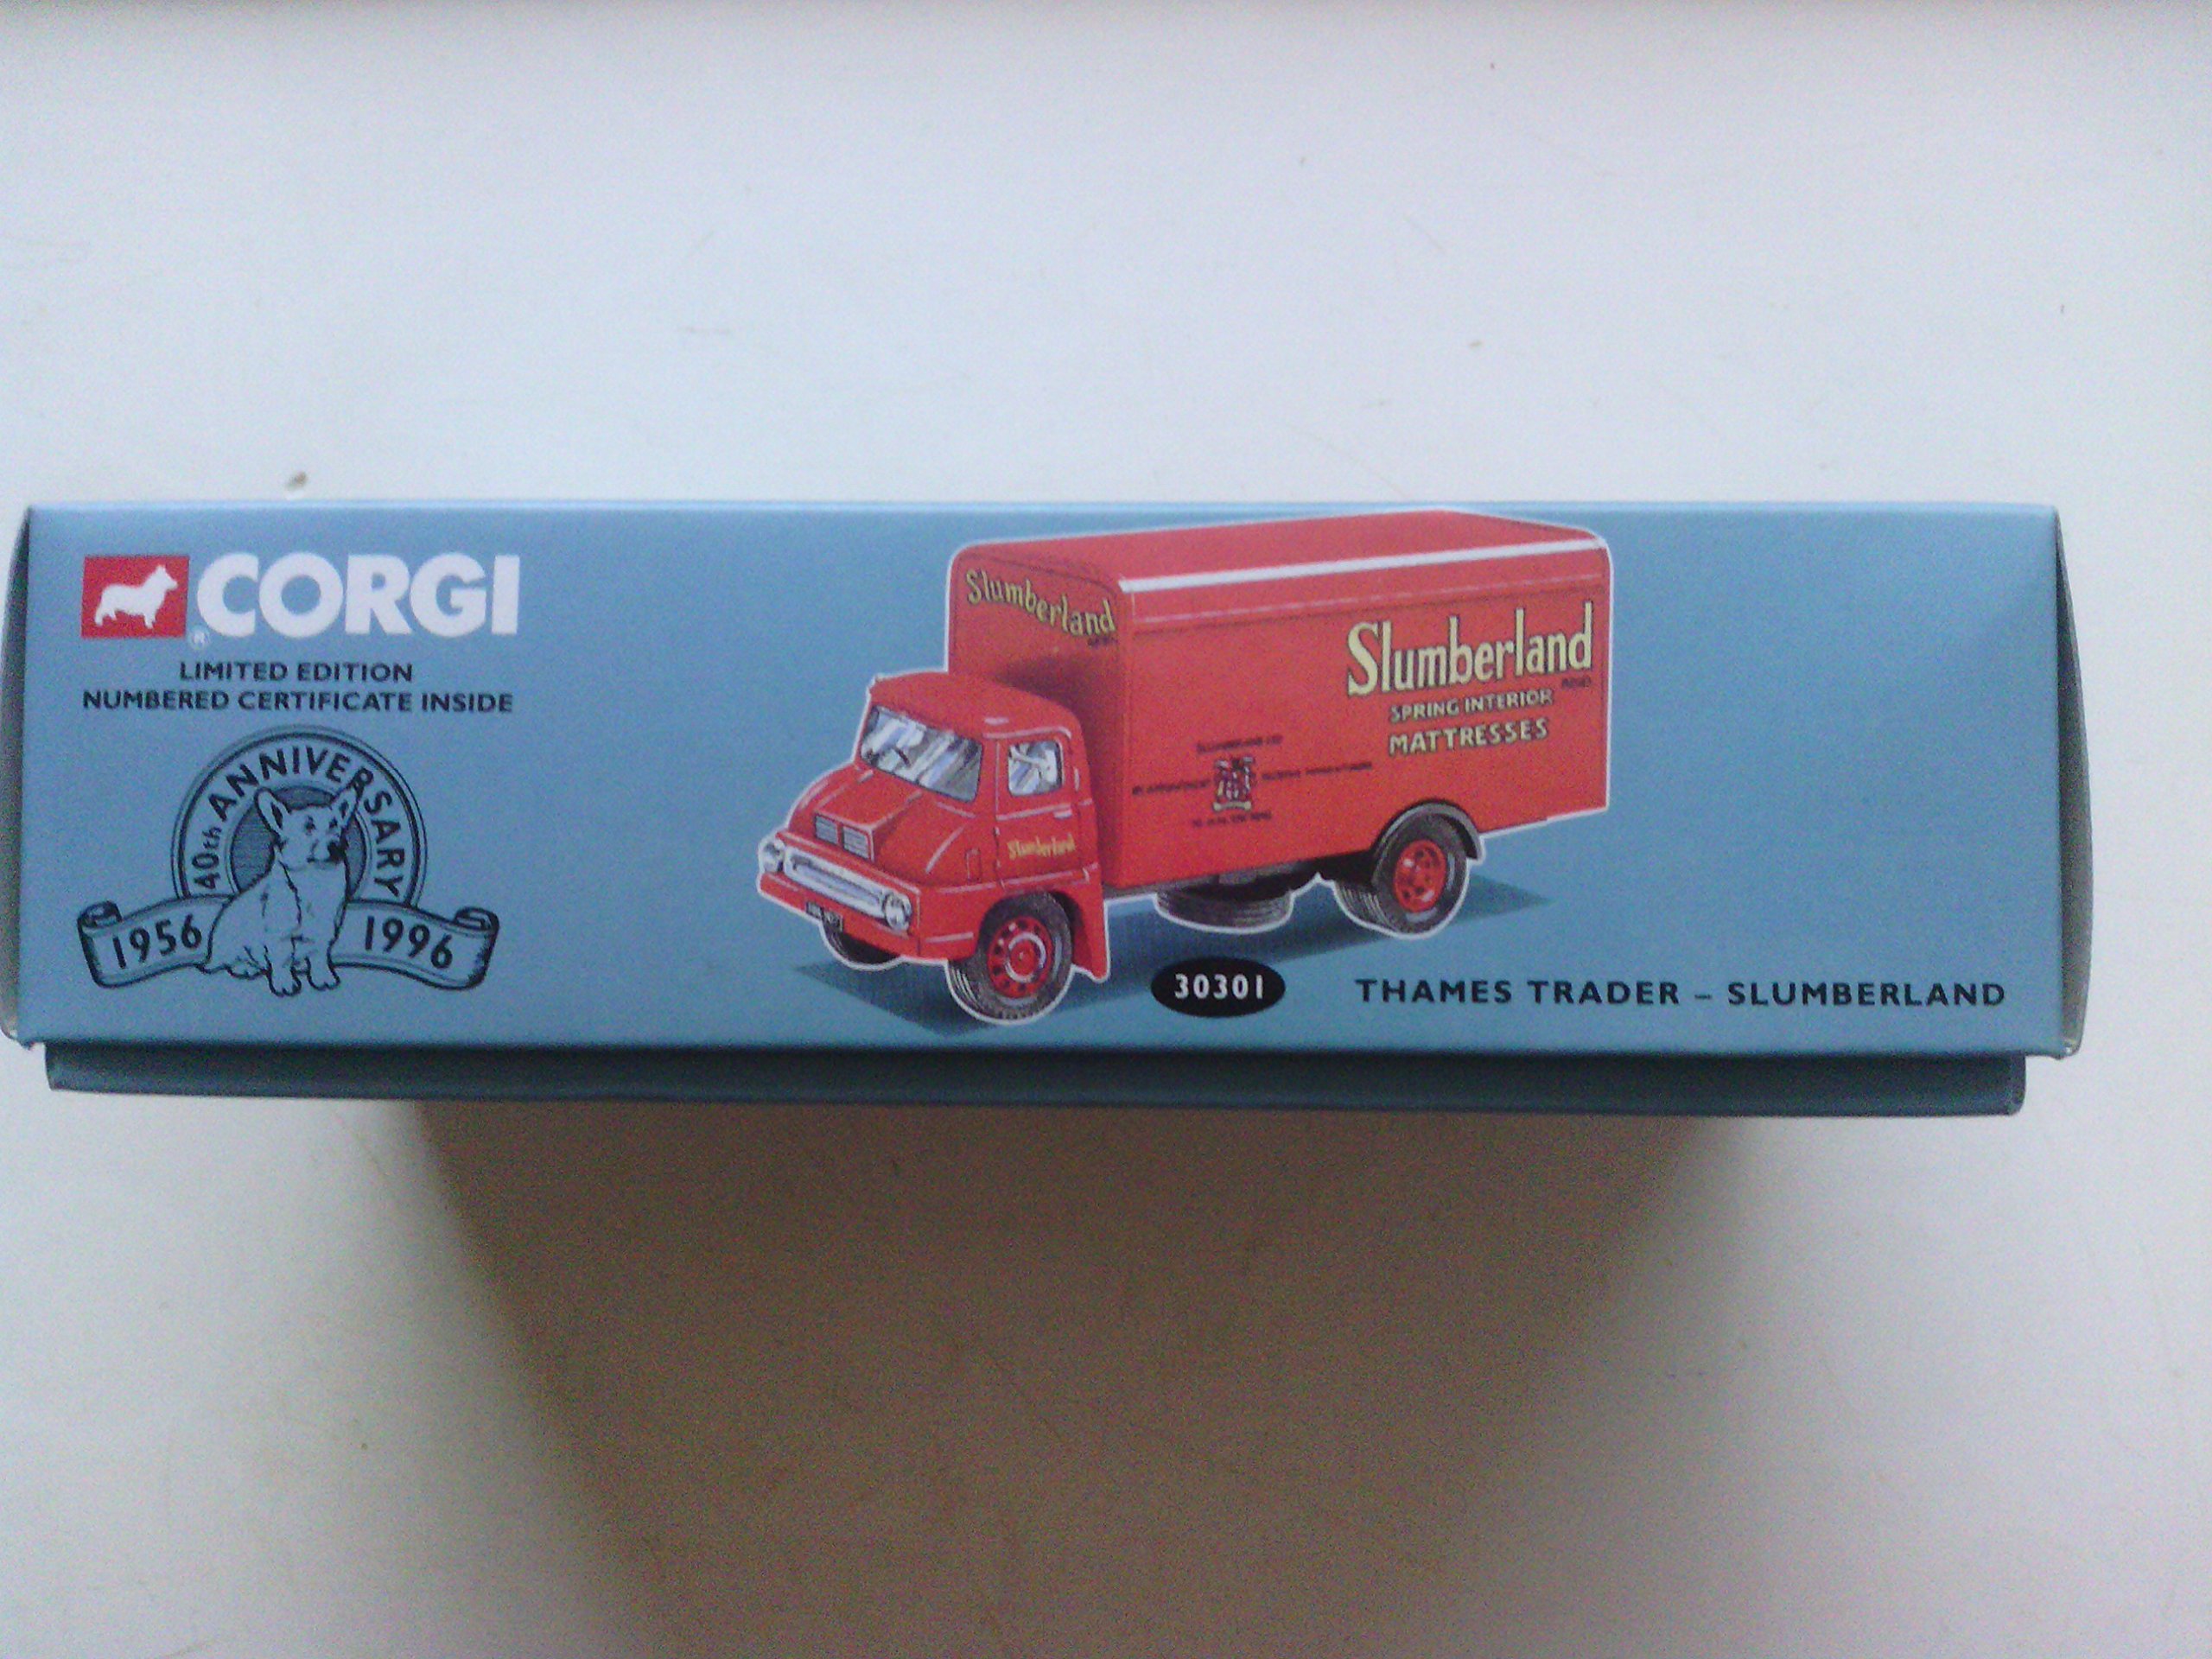 CORGI
®
LIMITED EDITION
NUMBERED CERTIFICATE INSIDE
40th ANNIVERSARY
1956 1996
Slumberland
Slumberland
SPRING INTERIOR
MATTRESSES
Slumberland
30301 THAMES TRADER – SLUMBERLAND